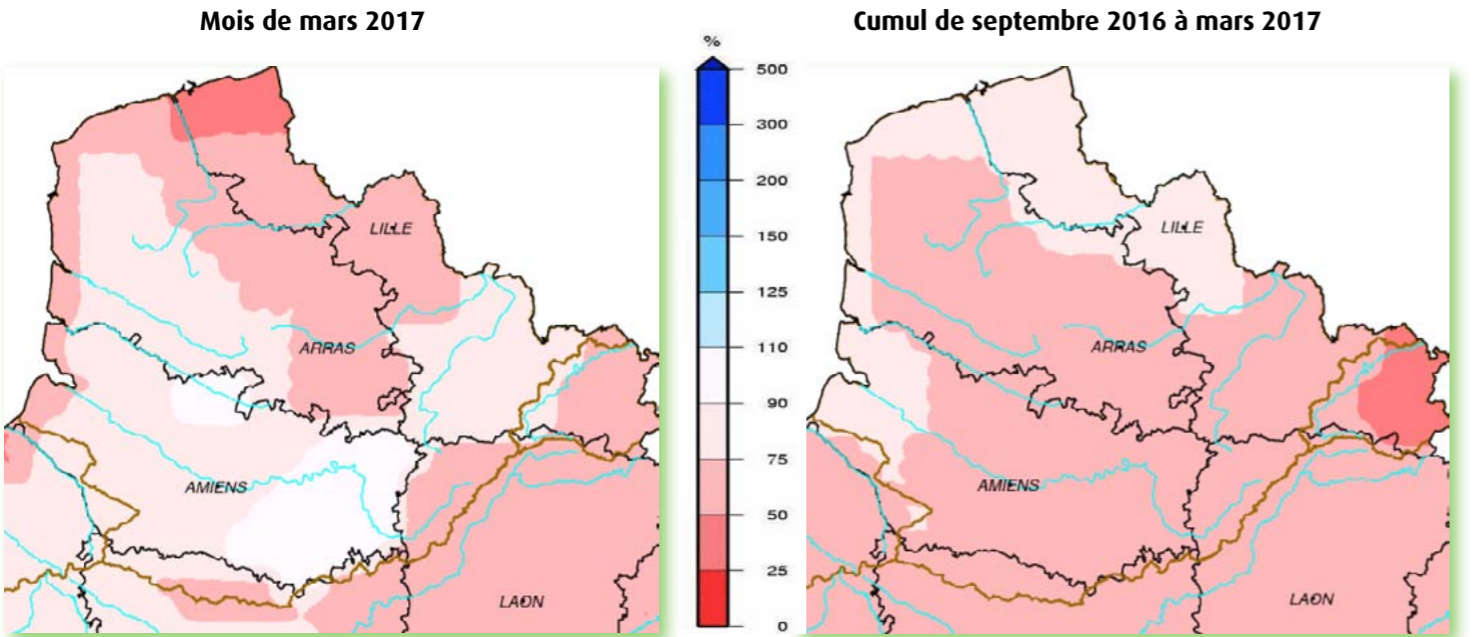 Mois de mars 2017
Cumul de septembre 2016 à mars 2017
%
500
300
200
150
125
110
90
75
50
25
0
LILLE
ARRAS
AMIENS
LAON
LILLE
ARRAS
AMIENS
LAON